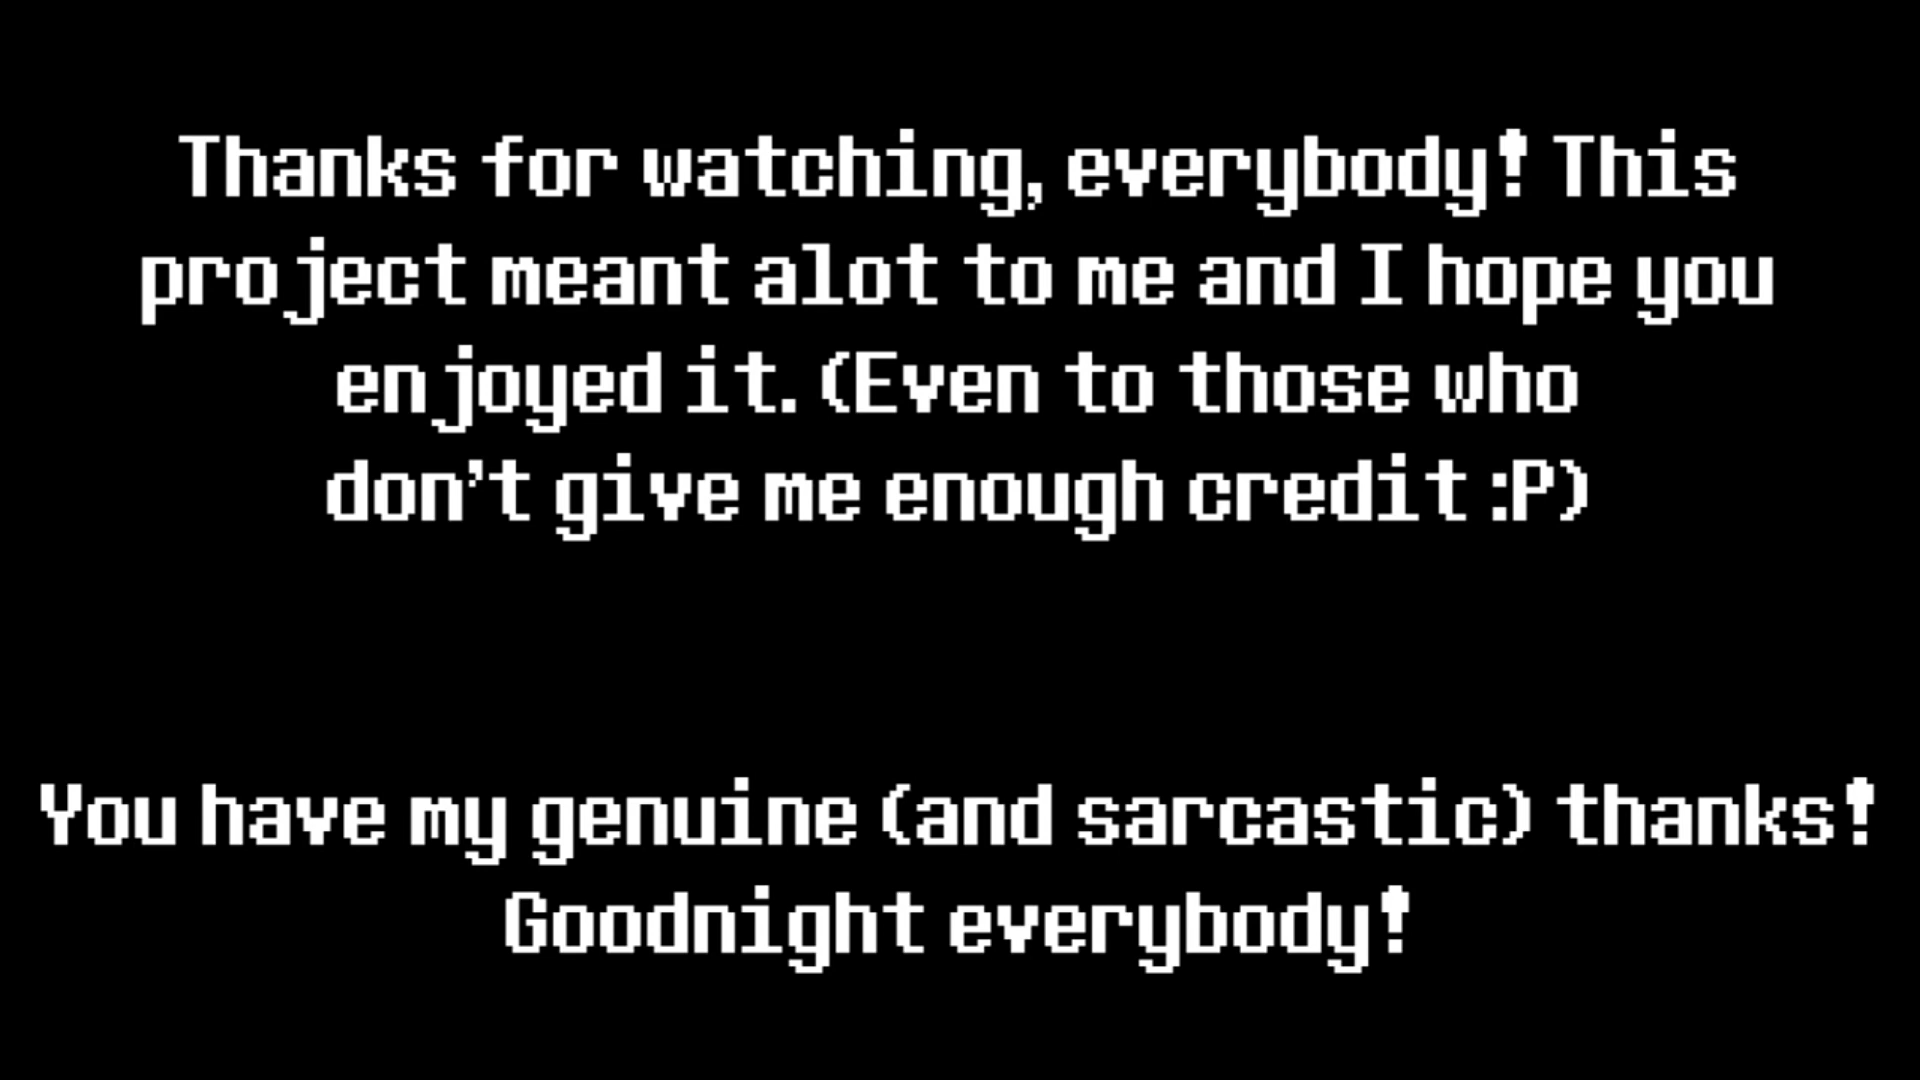 Thanks for watching, everybody! This
project meant alot to me and I hope you
enjoyed it. (Even to those who
don't give me enough credit :P)
You have my genuine (and sarcastic) thanks!
Goodnight everybody!